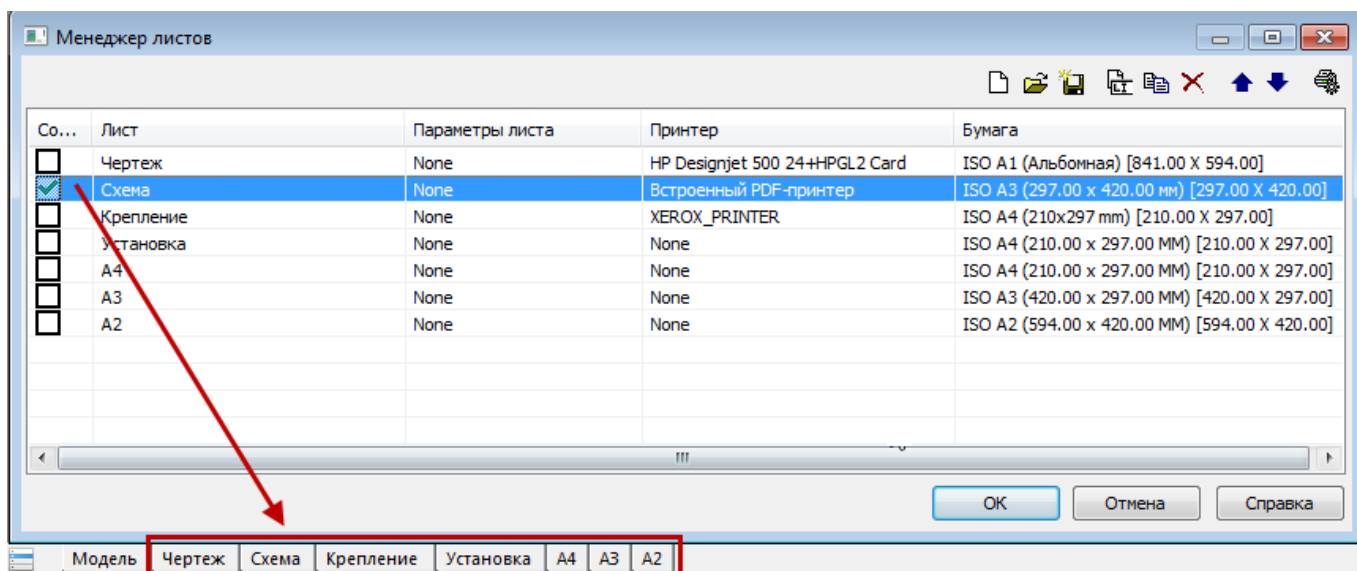 Менеджер листов
Со... Лист Параметры листа Принтер Бумага
Чертеж None HP Designjet 500 24+HPGL2 Card ISO A1 (Альбомная) [841.00 X 594.00]
Схема None Встроенный PDF-принтер ISO A3 (297.00 x 420.00 мм) [297.00 X 420.00]
Крепление None XEROX_PRINTER ISO A4 (210x297 mm) [210.00 X 297.00]
Установка None None ISO A4 (210.00 x 297.00 MM) [210.00 X 297.00]
A4 None None ISO A4 (210.00 x 297.00 MM) [210.00 X 297.00]
A3 None None ISO A3 (420.00 x 297.00 MM) [420.00 X 297.00]
A2 None None ISO A2 (594.00 x 420.00 MM) [594.00 X 420.00]
OK Отмена Справка
Модель Чертеж Схема Крепление Установка A4 A3 A2